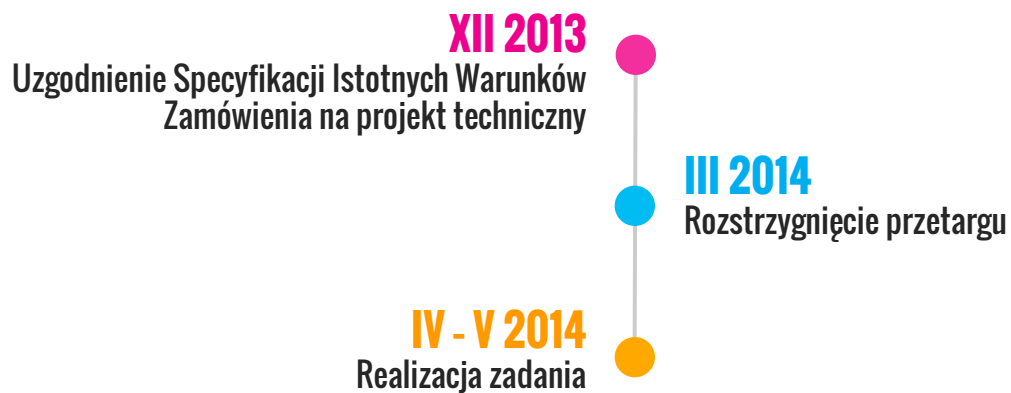 XII 2013
Uzgodnienie Specyfikacji Istotnych Warunków
Zamówienia na projekt techniczny
III 2014
Rozstrzygnięcie przetargu
IV - V 2014
Realizacja zadania